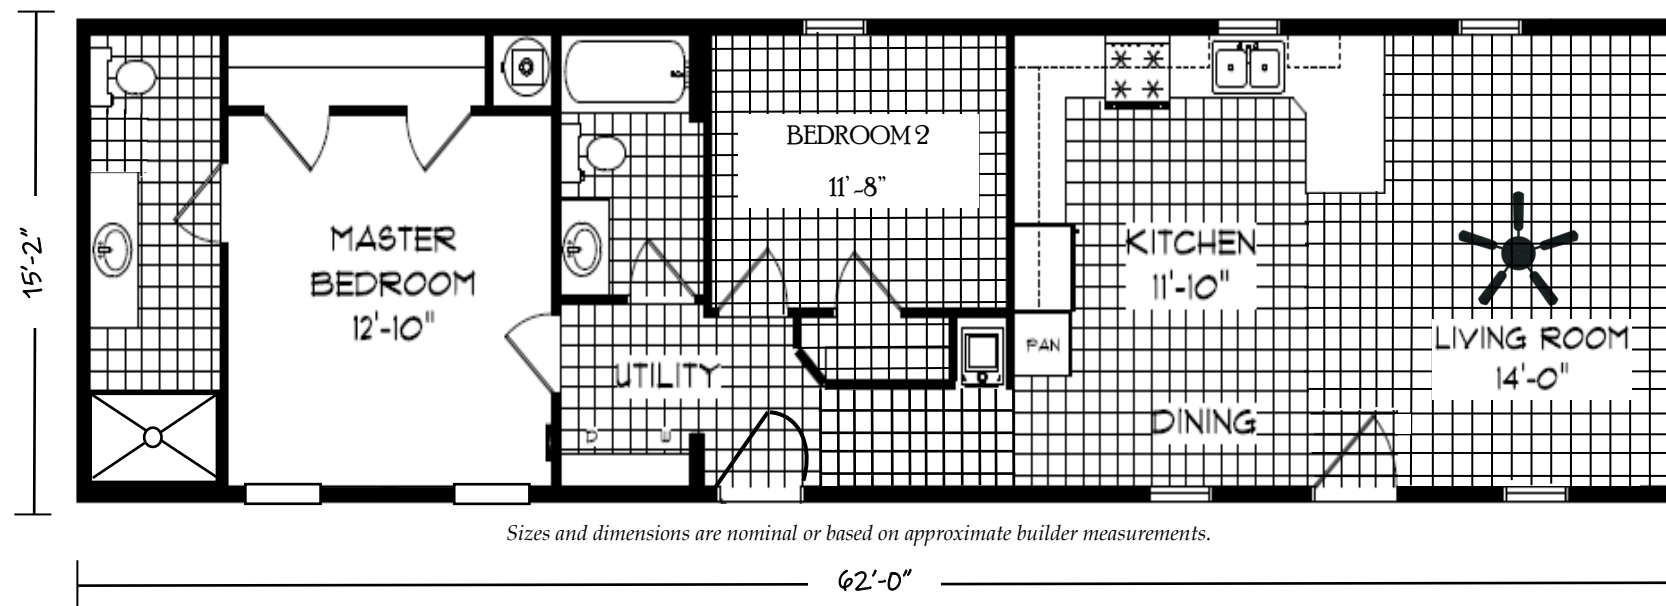 15'-2"
MASTER
BEDROOM
12'-10"
BEDROOM 2
11'-8"
KITCHEN
11'-10"
PAN
LIVING ROOM
14'-0"
UTILITY
D W
DINING
Sizes and dimensions are nominal or based on approximate builder measurements.
62'-0"